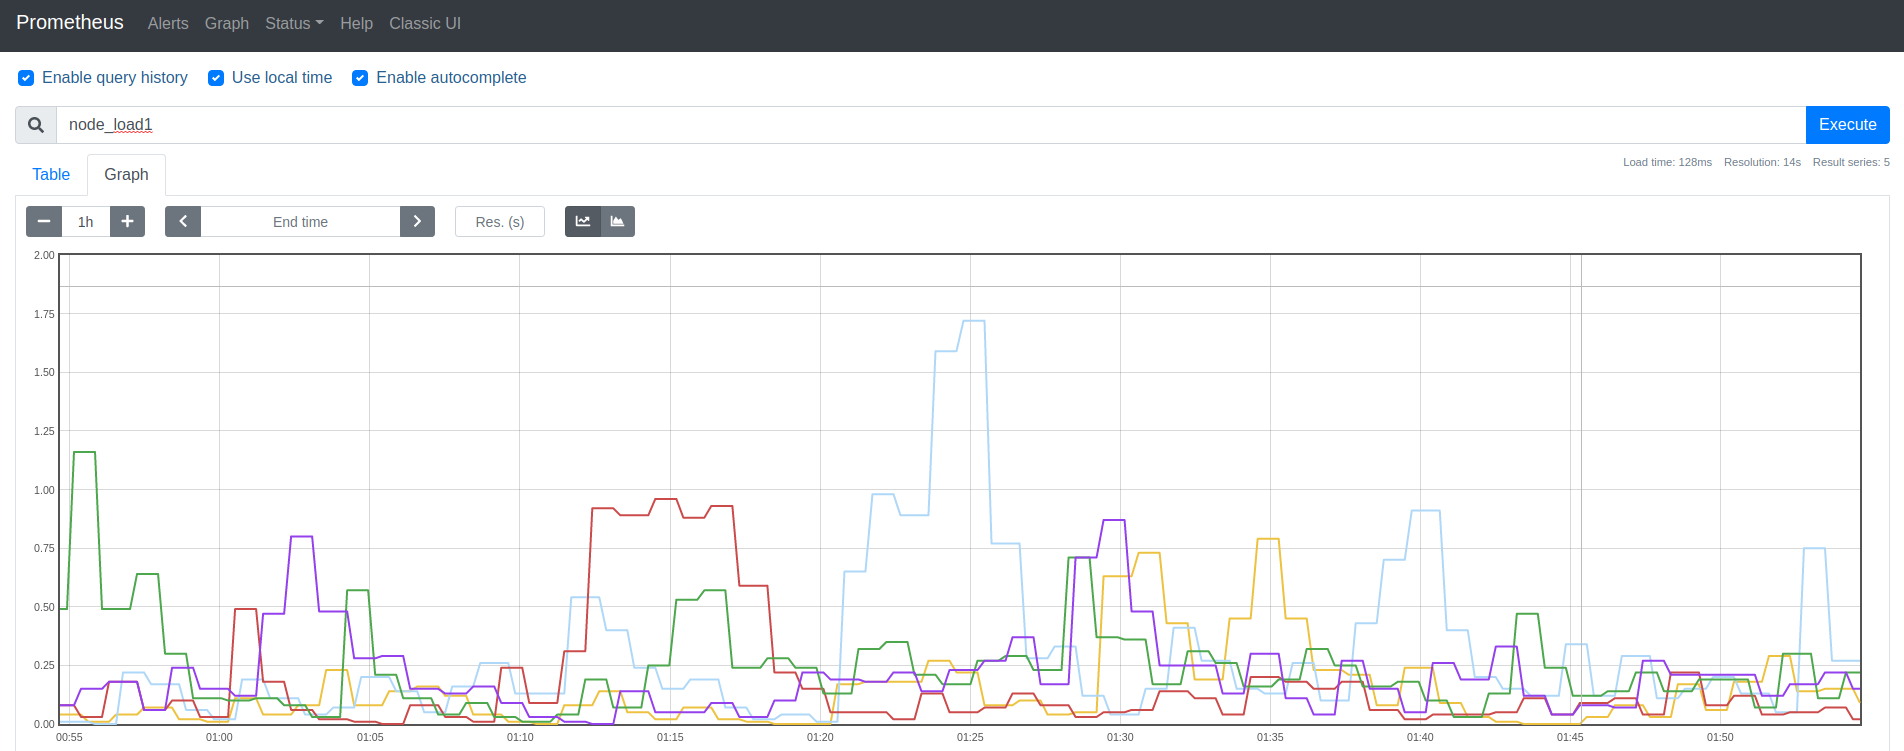 Prometheus Alerts Graph Status Help Classic UI
Enable query history Use local time Enable autocomplete
node_load1 Execute
Table Graph Load time: 128ms Resolution: 14s Result series: 5
1h End time Res. (s)
2.00
1.75
1.50
1.25
1.00
0.75
0.50
0.25
0.00
00:55 01:00 01:05 01:10 01:15 01:20 01:25 01:30 01:35 01:40 01:45 01:50